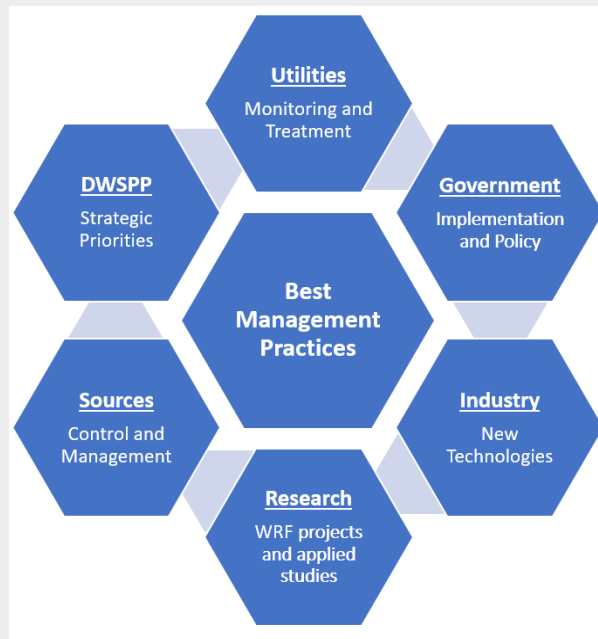 Utilities
Monitoring and
Treatment
DWSPP
Strategic
Priorities
Government
Implementation
and Policy
Best
Management
Practices
Sources
Control and
Management
Industry
New
Technologies
Research
WRF projects
and applied
studies